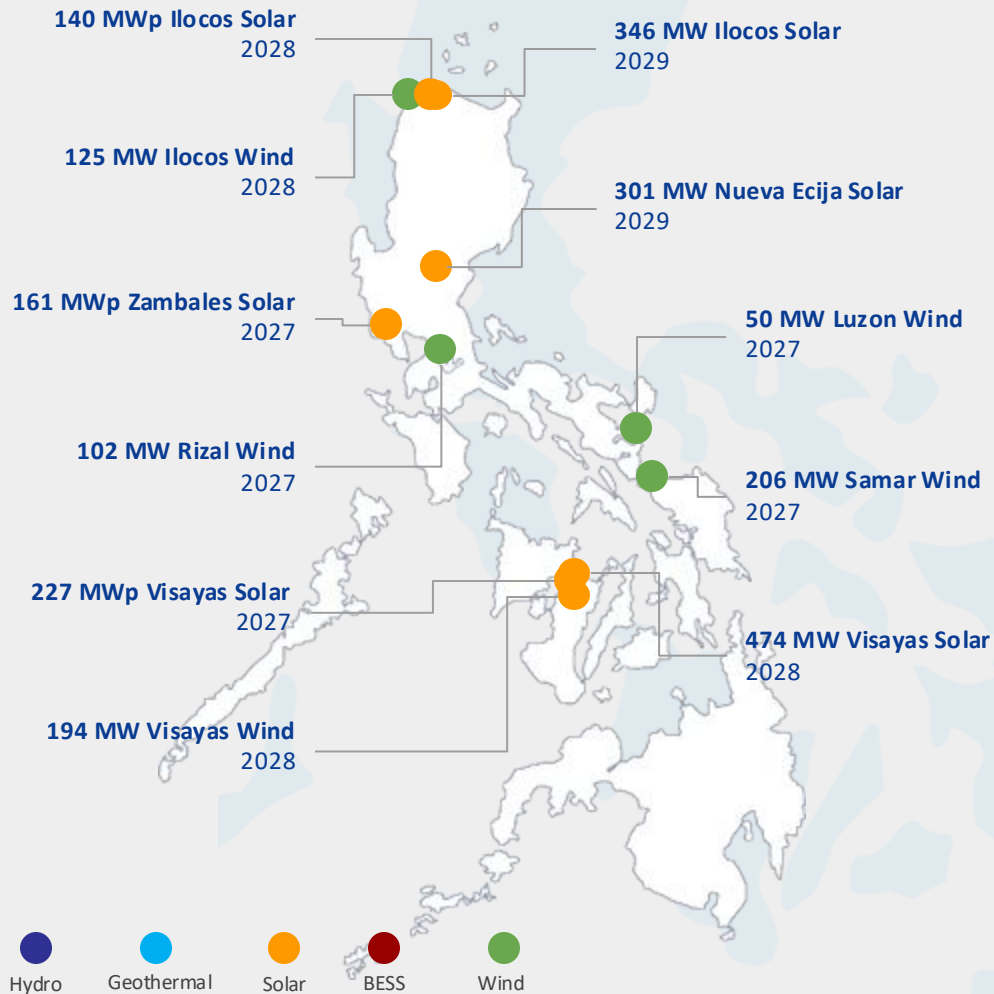 140 MWp Ilocos Solar
2028
346 MW Ilocos Solar
2029
125 MW Ilocos Wind
2028
301 MW Nueva Ecija Solar
2029
161 MWp Zambales Solar
2027
50 MW Luzon Wind
2027
102 MW Rizal Wind
2027
206 MW Samar Wind
2027
227 MWp Visayas Solar
2027
474 MW Visayas Solar
2028
194 MW Visayas Wind
2028
Hydro
Geothermal
Solar
BESS
Wind